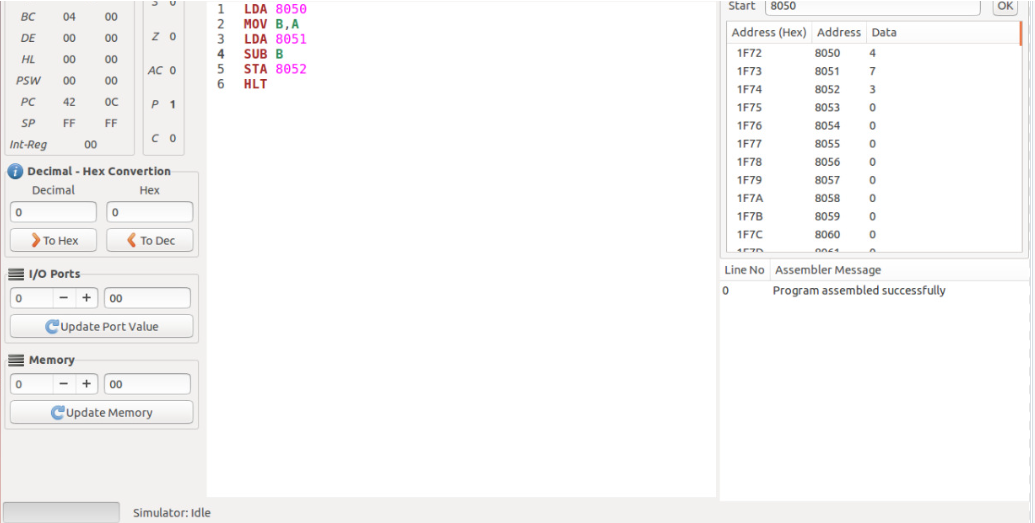 S 0
BC 04 00
DE 00 00
Z 0
HL 00 00
AC 0
PSW 00 00
PC 42 0C
P 1
SP FF FF
C 0
Int-Reg 00
Decimal - Hex Convertion
Decimal Hex
0 0
To Hex To Dec
I/O Ports
0 − + 00
Update Port Value
Memory
0 − + 00
Update Memory
Simulator: Idle
1 LDA 8050
2 MOV B,A
3 LDA 8051
4 SUB B
5 STA 8052
6 HLT
Start 8050 OK
Address (Hex) Address Data
1F72 8050 4
1F73 8051 7
1F74 8052 3
1F75 8053 0
1F76 8054 0
1F77 8055 0
1F78 8056 0
1F79 8057 0
1F7A 8058 0
1F7B 8059 0
1F7C 8060 0
1F7D 8061 0
Line No Assembler Message
0 Program assembled successfully